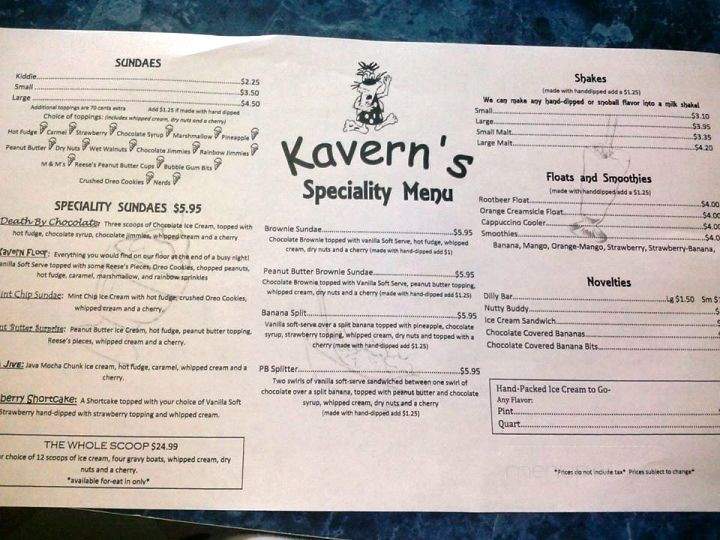 SUNDAES
Kiddie $2.25
Small $3.50
Large $4.50
Additional toppings are 70 cents extra Add $1.25 if made with hand dipped
Choice of toppings: (includes whipped cream, dry nuts and a cherry)
Hot Fudge Carmel Strawberry Chocolate Syrup Marshmallow Pineapple
Peanut Butter Dry Nuts Wet Walnuts Chocolate Jimmies Rainbow Jimmies
M & M's Reese's Peanut Butter Cups Bubble Gum Bits
Crushed Oreo Cookies Nerds
SPECIALITY SUNDAES $5.95
Death By Chocolate: Three scoops of Chocolate Ice Cream, topped with
hot fudge, chocolate syrup, chocolate jimmies, whipped cream and a cherry
Kavern Floor: Everything you would find on our floor at the end of a busy night!
Vanilla Soft Serve topped with some Reese's Pieces, Oreo Cookies, chopped peanuts,
hot fudge, caramel, marshmallow, and rainbow sprinkles
Mint Chip Sundae: Mint Chip Ice Cream with hot fudge, crushed Oreo Cookies,
whipped cream and a cherry
Butter Surprise: Peanut Butter Ice Cream, hot fudge, peanut butter topping,
Reese's pieces, whipped cream and a cherry.
Jive: Java Mocha Chunk ice cream, hot fudge, caramel, whipped cream and a
cherry.
berry Shortcake: A Shortcake topped with your choice of Vanilla Soft
Strawberry hand-dipped with strawberry topping and whipped cream.
THE WHOLE SCOOP $24.99
r choice of 12 scoops of ice cream, four gravy boats, whipped cream, dry
nuts and a cherry.
*available for-eat in only*
Kavern's
Speciality Menu
Brownie Sundae $5.95
Chocolate Brownie topped with vanilla Soft Serve, hot fudge, whipped
cream, dry nuts and a cherry (made with hand-dipped add $1)
Peanut Butter Brownie Sundae $5.95
Chocolate Brownie topped with Vanilla Soft Serve, peanut butter topping,
whipped cream, dry nuts and a cherry (made with hand-dipped add $1.25)
Banana Split $5.95
Vanilla soft-serve over a split banana topped with pineapple, chocolate
syrup, strawberry topping, whipped cream, dry nuts and topped with a
cherry (made with hand-dipped add $1.25)
PB Splitter $5.95
Two swirls of vanilla soft-serve sandwiched between one swirl of
chocolate over a split banana, topped with peanut butter and chocolate
syrup, whipped cream, dry nuts and a cherry
(made with hand-dipped add $1.25)
Shakes
(made with handdipped add a $1.25)
We can make any hand-dipped or snoball flavor into a milk shake!
Small $3.10
Large $3.95
Small Malt $3.35
Large Malt $4.20
Floats and Smoothies
(made with handdipped add a $1.25)
Rootbeer Float $4.00
Orange Creamsicle Float $4.00
Cappuccino Cooler $4.0
Smoothies $4.0
Banana, Mango, Orange-Mango, Strawberry, Strawberry-Banana,
Novelties
Dilly Bar Lg $1.50 Sm $1
Nutty Buddy $
Ice Cream Sandwich $
Chocolate Covered Bananas
Chocolate Covered Banana Bits
Hand-Packed Ice Cream to Go-
Any Flavor:
Pint
Quart
*Prices do not include tax* Prices subject to change*